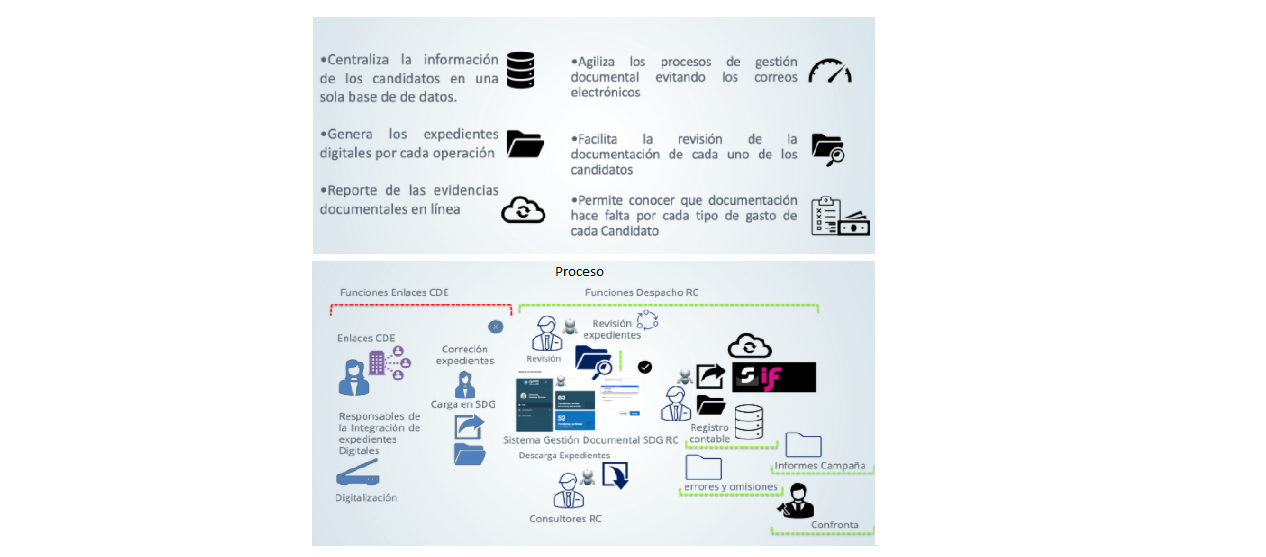 •Centraliza la información
de los candidatos en una
sola base de de datos.
•Genera los expedientes
digitales por cada operación
•Reporte de las evidencias
documentales en línea
•Agiliza los procesos de gestión
documental evitando los correos
electrónicos
•Facilita la revisión de la
documentación de cada uno de los
candidatos
•Permite conocer que documentación
hace falta por cada tipo de gasto de
cada Candidato
Proceso
Funciones Enlaces CDE
Funciones Despacho RC
Enlaces CDE
Responsables de
la Integración de
expedientes
Digitales
Digitalización
Correción
expedientes
Carga en SDG
Revisión
expedientes
Revisión
60
52
Sistema Gestión Documental SDG RC
Descarga Expedientes
Consultores RC
Sif
Registro
contable
errores y omisiones
Informes Campaña
Confronta